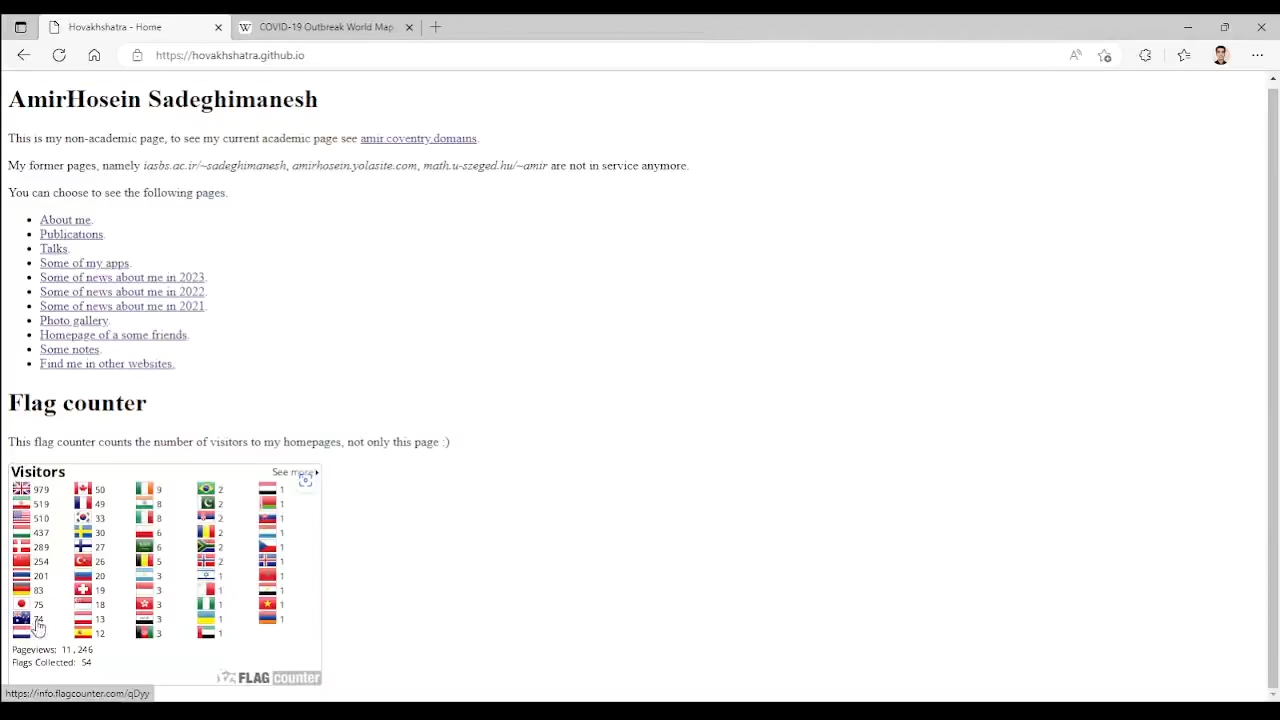 Hovakhshatra - Home
COVID-19 Outbreak World Map
https://hovakhshatra.github.io
AmirHosein Sadeghimanesh
This is my non-academic page, to see my current academic page see amir.coventry.domains.
My former pages, namely iasbs.ac.ir/~sadeghimanesh, amirhosein.yolasite.com, math.u-szeged.hu/~amir are not in service anymore.
You can choose to see the following pages.
About me.
Publications.
Talks.
Some of my apps.
Some of news about me in 2023.
Some of news about me in 2022.
Some of news about me in 2021.
Photo gallery.
Homepage of a some friends.
Some notes.
Find me in other websites.
Flag counter
This flag counter counts the number of visitors to my homepages, not only this page :)
Visitors See more
979 50 9 2 1
519 49 8 2 1
510 33 8 2 1
437 30 6 2 1
289 27 6 2 1
254 26 5 2 1
201 20 3 1 1
83 19 3 1 1
75 18 3 1 1
74 13 3 1 1
12 3 1
Pageviews: 11,246
Flags Collected: 54
FLAG counter
https://info.flagcounter.com/qDyy